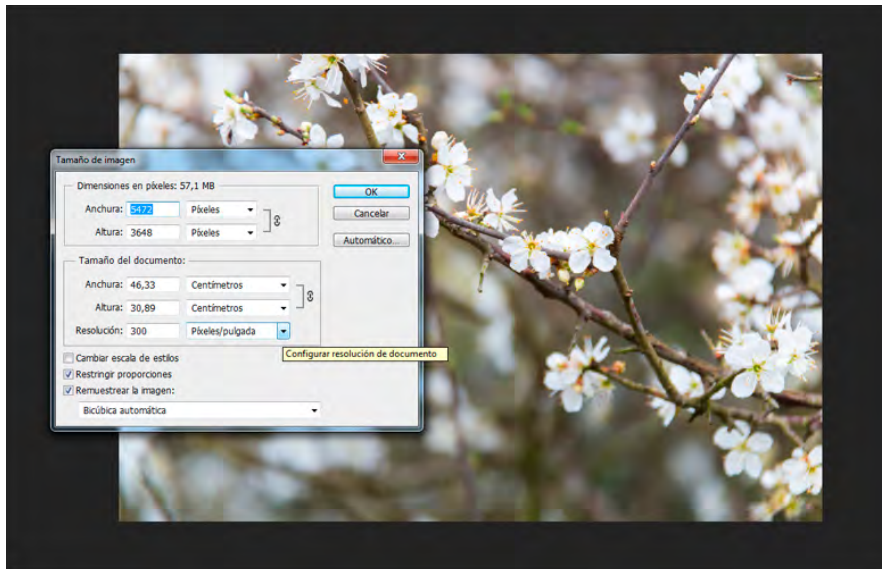 Tamaño de imagen
Dimensiones en píxeles: 57,1 MB
Anchura: 5472 Píxeles
Altura: 3648 Píxeles
OK
Cancelar
Automático...
Tamaño del documento:
Anchura: 46,33 Centímetros
Altura: 30,89 Centímetros
Resolución: 300 Píxeles/pulgada
Configurar resolución de documento
Cambiar escala de estilos
Restringir proporciones
Remuestrear la imagen:
Bicúbica automática